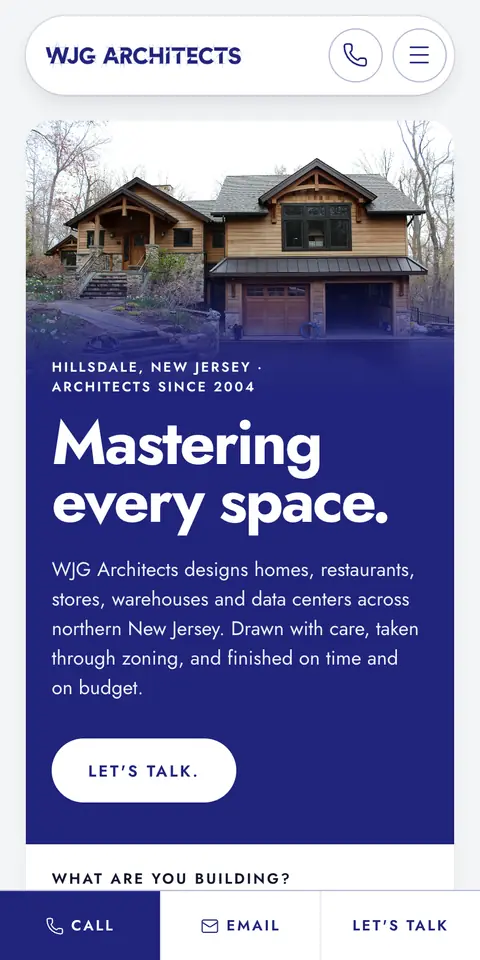 WJG ARCHITECTS
HILLSDALE, NEW JERSEY ·
ARCHITECTS SINCE 2004
Mastering
every space.
WJG Architects designs homes, restaurants,
stores, warehouses and data centers across
northern New Jersey. Drawn with care, taken
through zoning, and finished on time and
on budget.
LET'S TALK.
WHAT ARE YOU BUILDING?
CALL
EMAIL
LET'S TALK